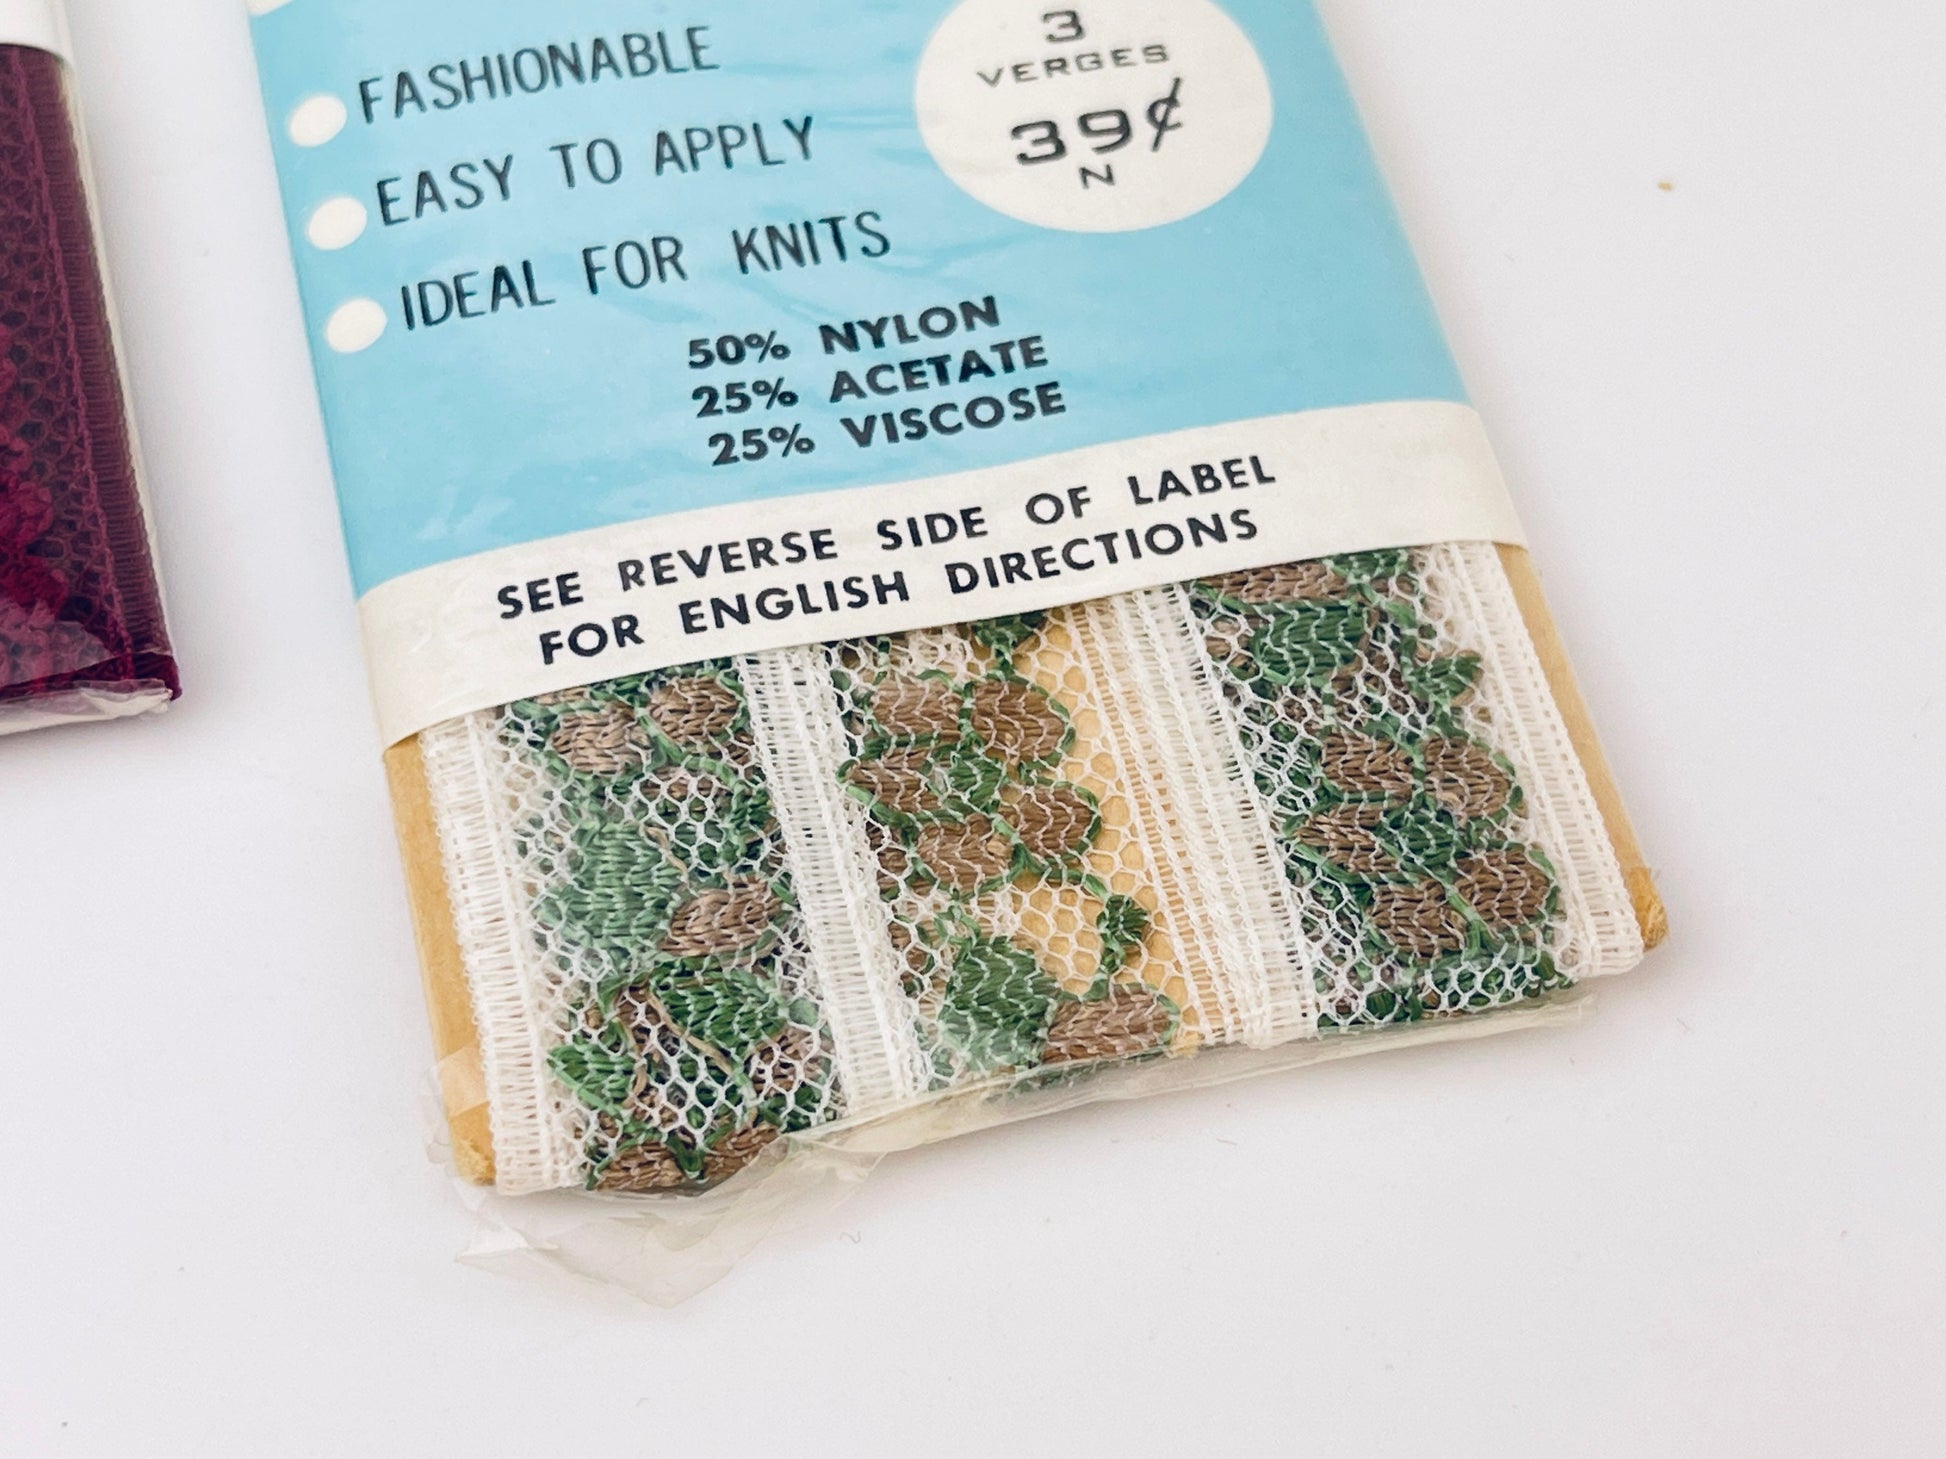 FASHIONABLE
EASY TO APPLY
IDEAL FOR KNITS
3
VERGES
39¢
N
50% NYLON
25% ACETATE
25% VISCOSE
SEE REVERSE SIDE OF LABEL
FOR ENGLISH DIRECTIONS